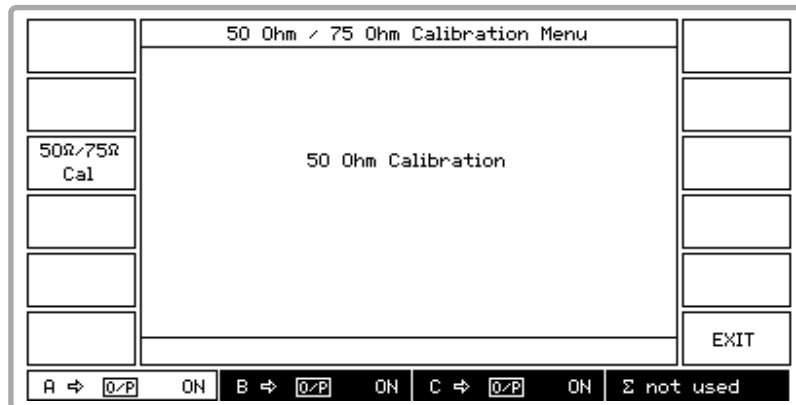 50 Ohm / 75 Ohm Calibration Menu
50Ω/75Ω
Cal
50 Ohm Calibration
EXIT
A ⇨ O/P ON B ⇨ O/P ON C ⇨ O/P ON Σ not used